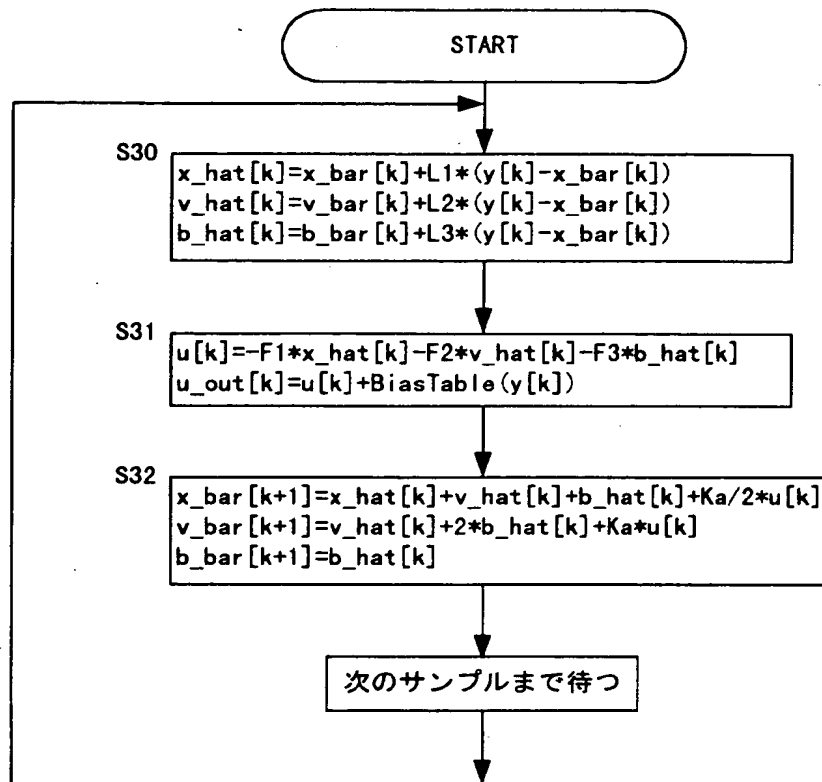 START
S30
x_hat[k]=x_bar[k]+L1*(y[k]-x_bar[k])
v_hat[k]=v_bar[k]+L2*(y[k]-x_bar[k])
b_hat[k]=b_bar[k]+L3*(y[k]-x_bar[k])
S31
u[k]=-F1*x_hat[k]-F2*v_hat[k]-F3*b_hat[k]
u_out[k]=u[k]+BiasTable(y[k])
S32
x_bar[k+1]=x_hat[k]+v_hat[k]+b_hat[k]+Ka/2*u[k]
v_bar[k+1]=v_hat[k]+2*b_hat[k]+Ka*u[k]
b_bar[k+1]=b_hat[k]
次のサンプルまで待つ